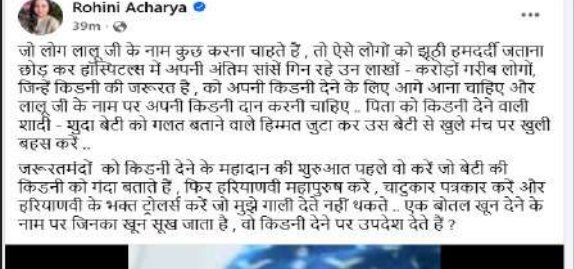 Rohini Acharya
39m
जो लोग लालू जी के नाम कुछ करना चाहते हैं , तो ऐसे लोगों को झूठी हमदर्दी जताना
छोड़ कर हॉस्पिटल्स में अपनी अंतिम सांसें गिन रहे उन लाखों - करोड़ों गरीब लोगों,
जिन्हें किडनी की जरूरत है , को अपनी किडनी देने के लिए आगे आना चाहिए और
लालू जी के नाम पर अपनी किडनी दान करनी चाहिए .. पिता को किडनी देने वाली
शादी - शुदा बेटी को गलत बताने वाले हिम्मत जुटा कर उस बेटी से खुले मंच पर खुली
बहस करें ..
जरूरतमंदों को किडनी देने के महादान की शुरुआत पहले वो करें जो बेटी की
किडनी को गंदा बताते हैं , फिर हरियाणवी महापुरुष करे , चाटुकार पत्रकार करें और
हरियाणवी के भक्त ट्रोलर्स करें जो मुझे गाली देते नहीं थकते .. एक बोतल खून देने के
नाम पर जिनका खून सूख जाता है , वो किडनी देने पर उपदेश देते हैं ?